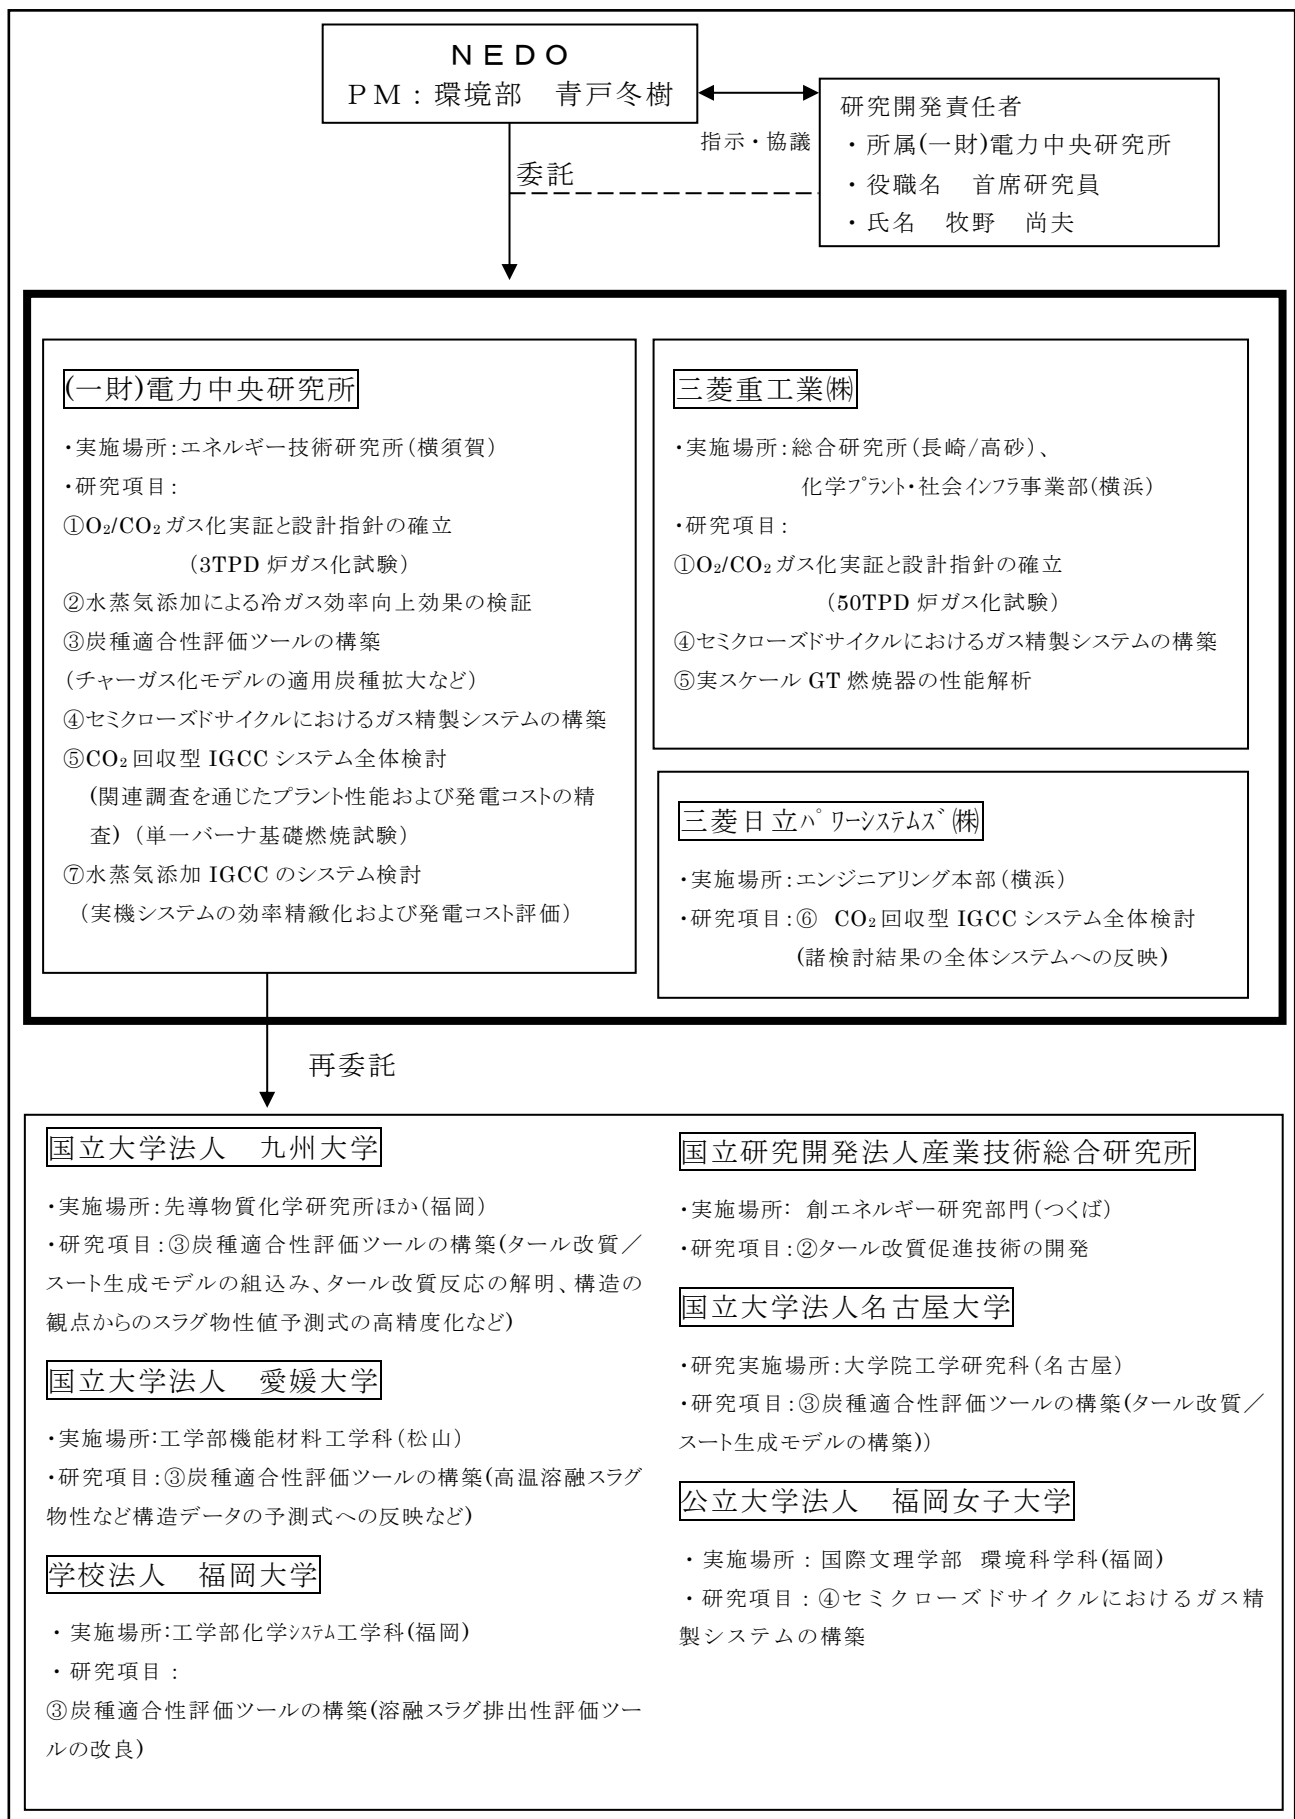 ＮＥＤＯ
ＰＭ：環境部　青戸冬樹
指示・協議
研究開発責任者
・所属(一財)電力中央研究所
・役職名　首席研究員
・氏名　牧野　尚夫
委託
(一財)電力中央研究所
・実施場所：エネルギー技術研究所（横須賀）
・研究項目：
①O₂/CO₂ガス化実証と設計指針の確立
（3TPD 炉ガス化試験）
②水蒸気添加による冷ガス効率向上効果の検証
③炭種適合性評価ツールの構築
（チャーガス化モデルの適用炭種拡大など）
④セミクローズドサイクルにおけるガス精製システムの構築
⑤CO₂回収型 IGCC システム全体検討
(関連調査を通じたプラント性能および発電コストの精
査)（単一バーナ基礎燃焼試験）
⑦水蒸気添加 IGCC のシステム検討
（実機システムの効率精緻化および発電コスト評価）
三菱重工業㈱
・実施場所：総合研究所（長崎/高砂）、
化学ﾌﾟﾗﾝﾄ・社会ｲﾝﾌﾗ事業部(横浜）
・研究項目：
①O₂/CO₂ガス化実証と設計指針の確立
（50TPD 炉ガス化試験）
④セミクローズドサイクルにおけるガス精製システムの構築
⑤実スケール GT 燃焼器の性能解析
三菱日立ﾊﾟﾜｰｼｽﾃﾑｽﾞ㈱
・実施場所：エンジニアリング本部（横浜）
・研究項目：⑥　CO₂回収型 IGCC システム全体検討
(諸検討結果の全体システムへの反映）
再委託
国立大学法人　九州大学
・実施場所：先導物質化学研究所ほか（福岡）
・研究項目：③炭種適合性評価ツールの構築(タール改質／
スート生成モデルの組込み、タール改質反応の解明、構造の
観点からのスラグ物性値予測式の高精度化など)
国立大学法人　愛媛大学
・実施場所：工学部機能材料工学科（松山）
・研究項目：③炭種適合性評価ツールの構築(高温溶融スラグ
物性など構造データの予測式への反映など)
学校法人　福岡大学
・実施場所：工学部化学ｼｽﾃﾑ工学科(福岡)
・研究項目：
③炭種適合性評価ツールの構築(溶融スラグ排出性評価ツー
ルの改良)
国立研究開発法人産業技術総合研究所
・実施場所：　創エネルギー研究部門（つくば）
・研究項目：②タール改質促進技術の開発
国立大学法人名古屋大学
・研究実施場所：大学院工学研究科（名古屋）
・研究項目：③炭種適合性評価ツールの構築(タール改質／
スート生成モデルの構築)）
公立大学法人　福岡女子大学
・実施場所：国際文理学部　環境科学科(福岡）
・研究項目：④セミクローズドサイクルにおけるガス精
製システムの構築